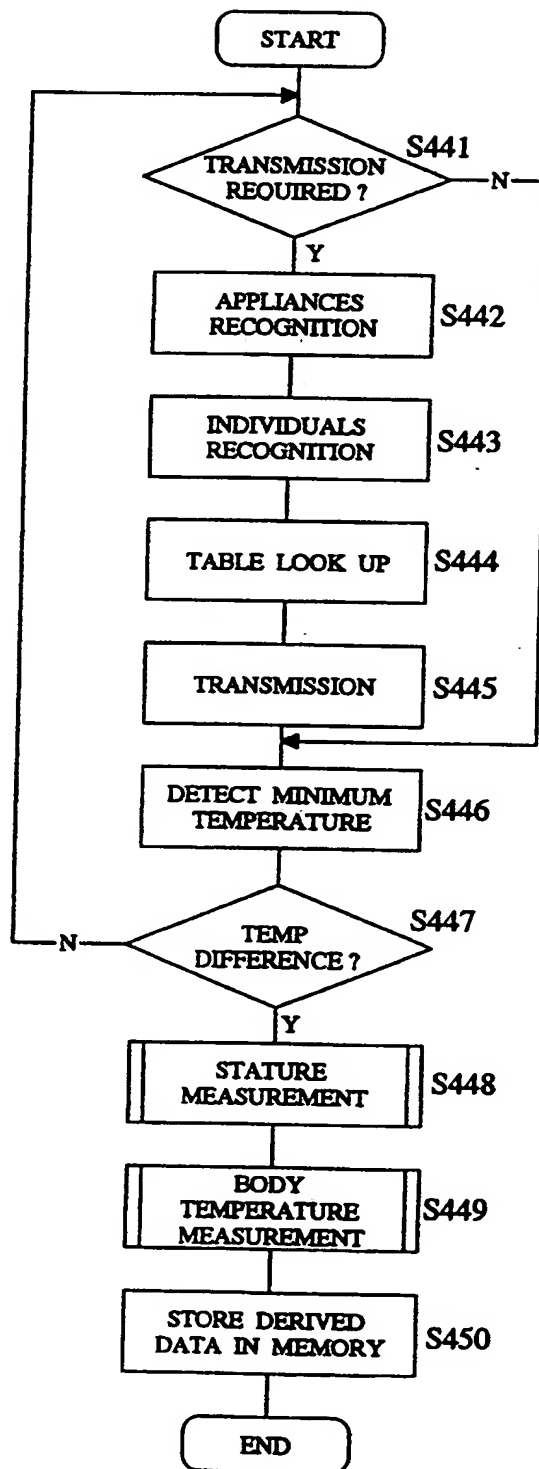 START
S441
TRANSMISSION
REQUIRED ?
N
Y
APPLIANCES
RECOGNITION
S442
INDIVIDUALS
RECOGNITION
S443
TABLE LOOK UP
S444
TRANSMISSION
S445
DETECT MINIMUM
TEMPERATURE
S446
S447
TEMP
DIFFERENCE ?
N
Y
STATURE
MEASUREMENT
S448
BODY
TEMPERATURE
MEASUREMENT
S449
STORE DERIVED
DATA IN MEMORY
S450
END